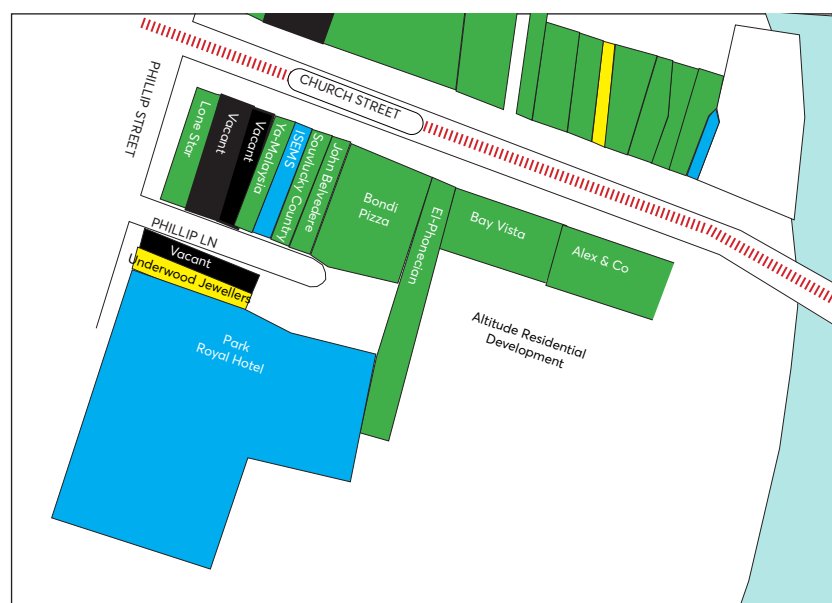 CHURCH STREET
PHILLIP STREET
Lone Star
Vacant
Vacant
Ya-Malaysia
ISEMS
Souvlucky Country
John Belvedere
Bondi
Pizza
El-Phonecian
Bay Vista
Alex & Co
PHILLIP LN
Vacant
Underwood Jewellers
Park
Royal Hotel
Altitude Residential
Development